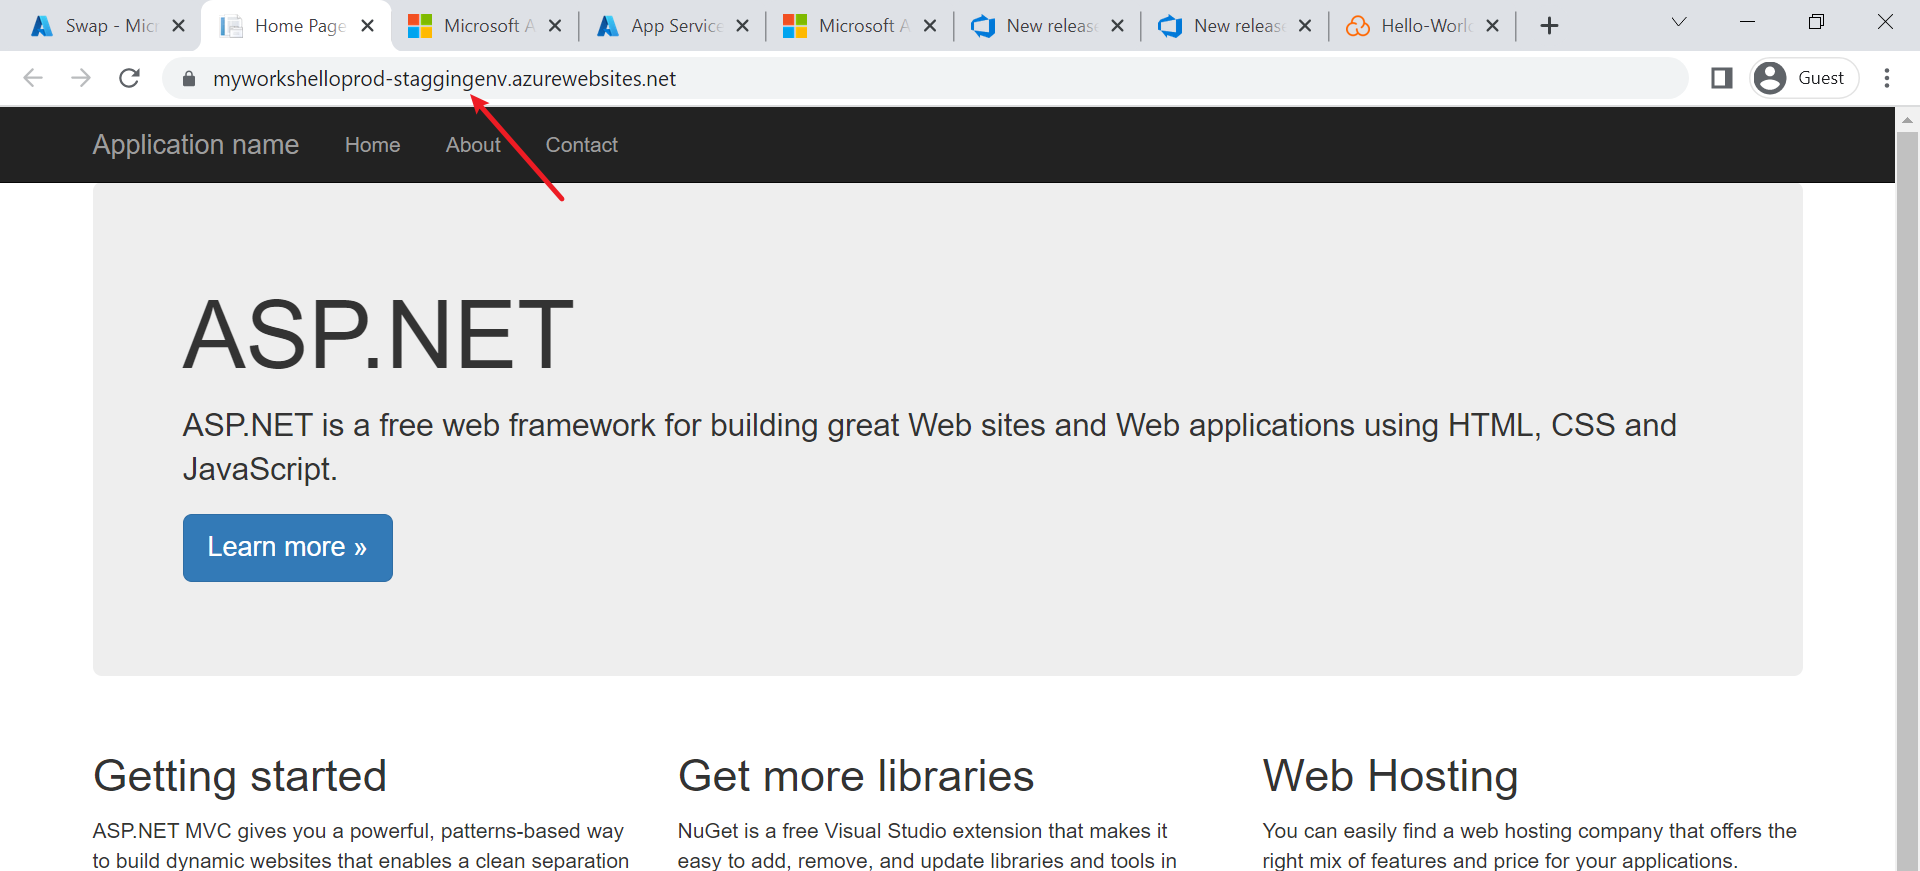 Swap - Micr
Home Page
Microsoft A
App Service
Microsoft A
New release
New release
Hello-World
myworkshelloprod-staggingenv.azurewebsites.net
Guest
Application name
Home
About
Contact
ASP.NET
ASP.NET is a free web framework for building great Web sites and Web applications using HTML, CSS and
JavaScript.
Learn more »
Getting started
ASP.NET MVC gives you a powerful, patterns-based way
to build dynamic websites that enables a clean separation
Get more libraries
NuGet is a free Visual Studio extension that makes it
easy to add, remove, and update libraries and tools in
Web Hosting
You can easily find a web hosting company that offers the
right mix of features and price for your applications.